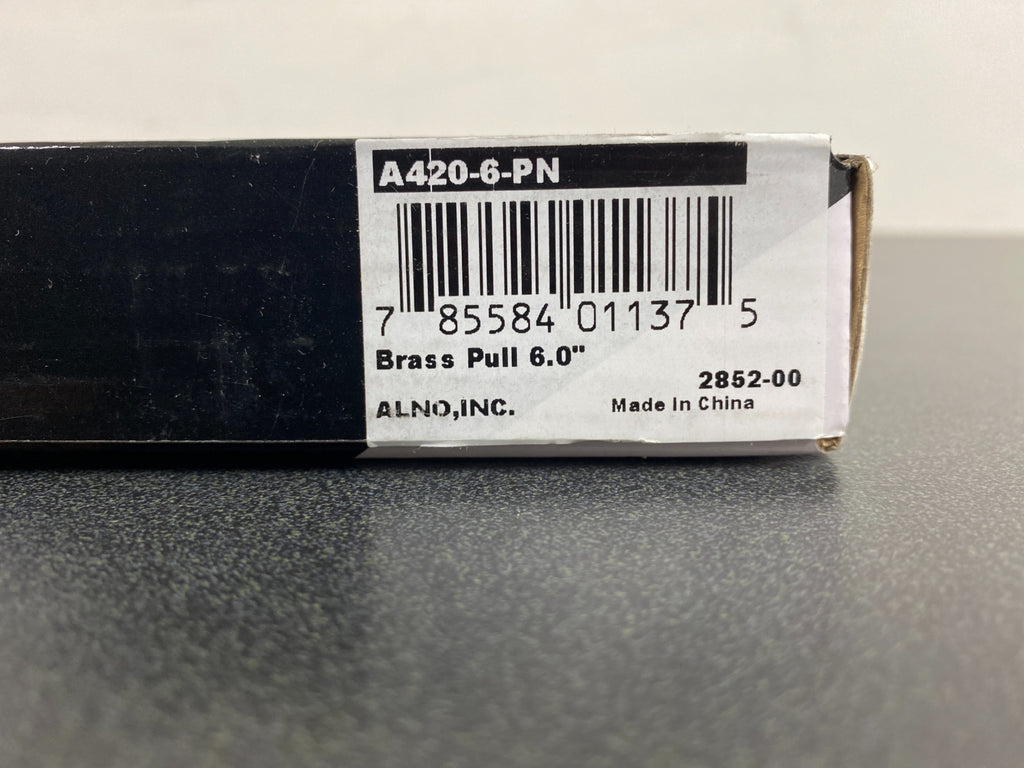 A420-6-PN
7 85584 01137 5
Brass Pull 6.0"
2852-00
ALNO,INC.
Made In China